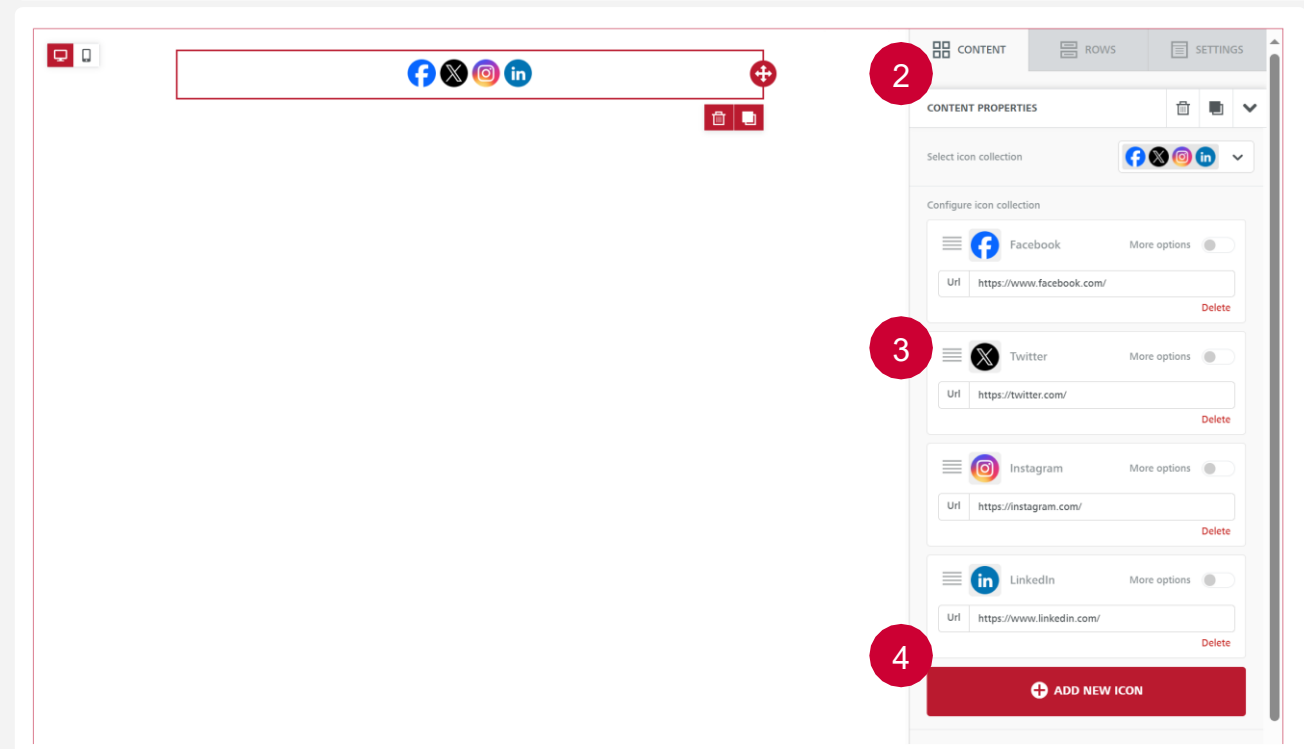 CONTENT ROWS SETTINGS
2
CONTENT PROPERTIES
Select icon collection
Configure icon collection
Facebook More options
Url https://www.facebook.com/
Delete
3
Twitter More options
Url https://twitter.com/
Delete
Instagram More options
Url https://instagram.com/
Delete
LinkedIn More options
Url https://www.linkedin.com/
Delete
4
ADD NEW ICON